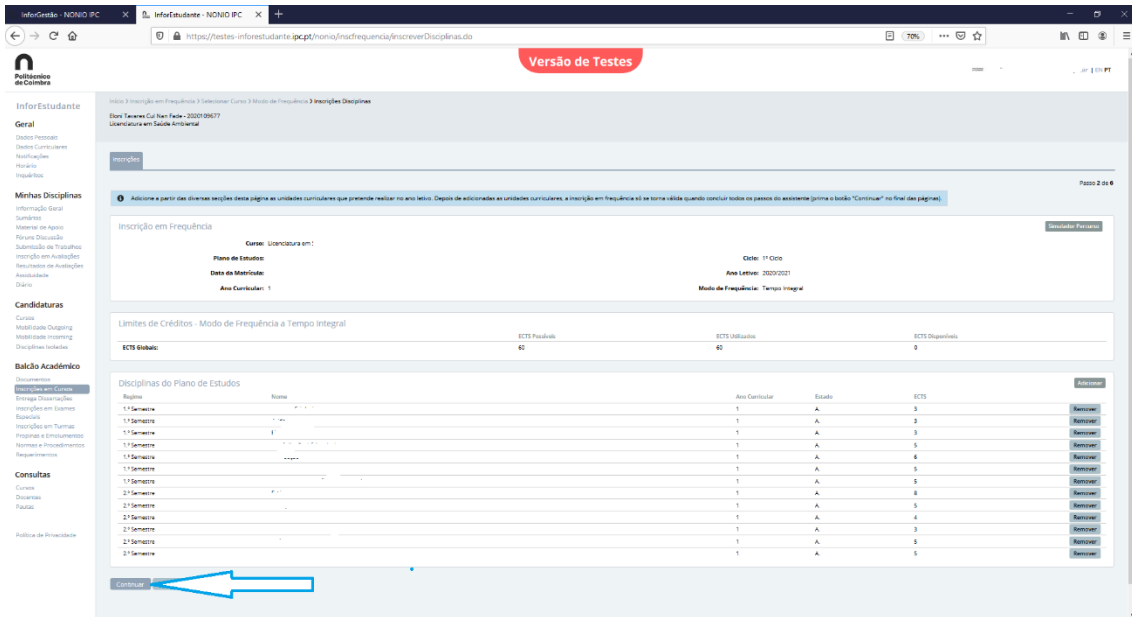 InforGestão - NONIO IPC
InforEstudante - NONIO IPC
https://testes-inforestudante.ipc.pt/nonio/inscfrequencia/inscreverDisciplinas.do
70%
Versão de Testes
Politécnico de Coimbra
| EN PT
InforEstudante
Início > Inscrição em Frequência > Selecionar Curso > Modo de Frequência > Inscrições Disciplinas
Eloni Tavares Cut Nan Fade - 2020109677
Licenciatura em Saúde Ambiental
Geral
Dados Pessoais
Dados Curriculares
Notificações
Horário
Inquéritos
Minhas Disciplinas
Informação Geral
Sumários
Material de Apoio
Fóruns Discussão
Submissão de Trabalhos
Inscrição em Avaliações
Resultados de Avaliações
Assiduidade
Diário
Candidaturas
Cursos
Mobilidade Outgoing
Mobilidade Incoming
Disciplinas Isoladas
Balcão Académico
Documentos
Inscrições em Cursos
Entrega Dissertações
Inscrições em Exames Especiais
Inscrições em Turmas
Propinas e Emolumentos
Normas e Procedimentos
Requerimentos
Consultas
Cursos
Docentes
Pautas
Política de Privacidade
Inscrições
Passo 2 de 6
Adicione a partir das diversas secções desta página as unidades curriculares que pretende realizar no ano letivo. Depois de adicionadas as unidades curriculares, a inscrição em frequência só se torna válida quando concluir todos os passos do assistente (prima o botão "Continuar" no final das páginas).
Inscrição em Frequência
Simulador Percurso
Curso: Licenciatura em
Plano de Estudos:
Ciclo: 1º Ciclo
Data da Matrícula:
Ano Letivo: 2020/2021
Ano Curricular: 1
Modo de Frequência: Tempo Integral
Limites de Créditos - Modo de Frequência a Tempo Integral
ECTS Possíveis ECTS Utilizados ECTS Disponíveis
ECTS Globais: 60 60 0
Disciplinas do Plano de Estudos
Adicionar
Regime Nome Ano Curricular Estado ECTS
1.º Semestre 1 A 3 Remover
1.º Semestre 1 A 3 Remover
1.º Semestre 1 A 3 Remover
1.º Semestre 1 A 5 Remover
1.º Semestre 1 A 6 Remover
1.º Semestre 1 A 5 Remover
1.º Semestre 1 A 5 Remover
2.º Semestre 1 A 8 Remover
2.º Semestre 1 A 5 Remover
2.º Semestre 1 A 4 Remover
2.º Semestre 1 A 3 Remover
2.º Semestre 1 A 5 Remover
2.º Semestre 1 A 5 Remover
Continuar